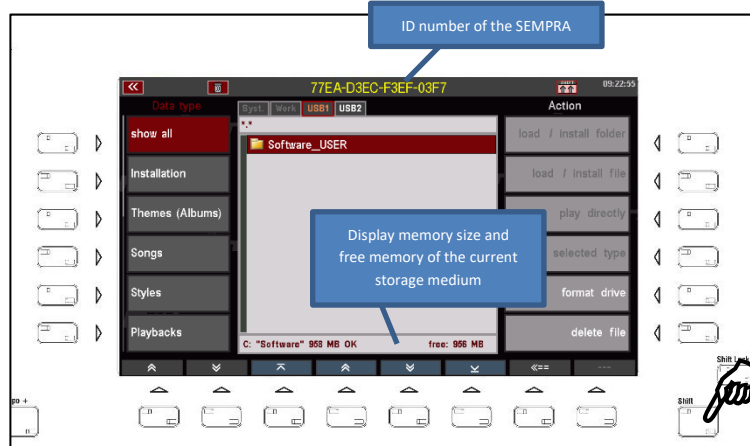 ID number of the SEMPRA
77EA-D3EC-F3EF-03F7
SHIFT
09:22:55
Data type
Syst. Work USB1 USB2
Action
show all
*.*
Software_USER
load / install folder
Installation
load / install file
Themes (Albums)
play directly
Songs
Display memory size and
free memory of the current
storage medium
selected type
Styles
format drive
Playbacks
C: "Software" 958 MB OK
free: 956 MB
delete file
«==
---
Shift Lock
po +
Shift